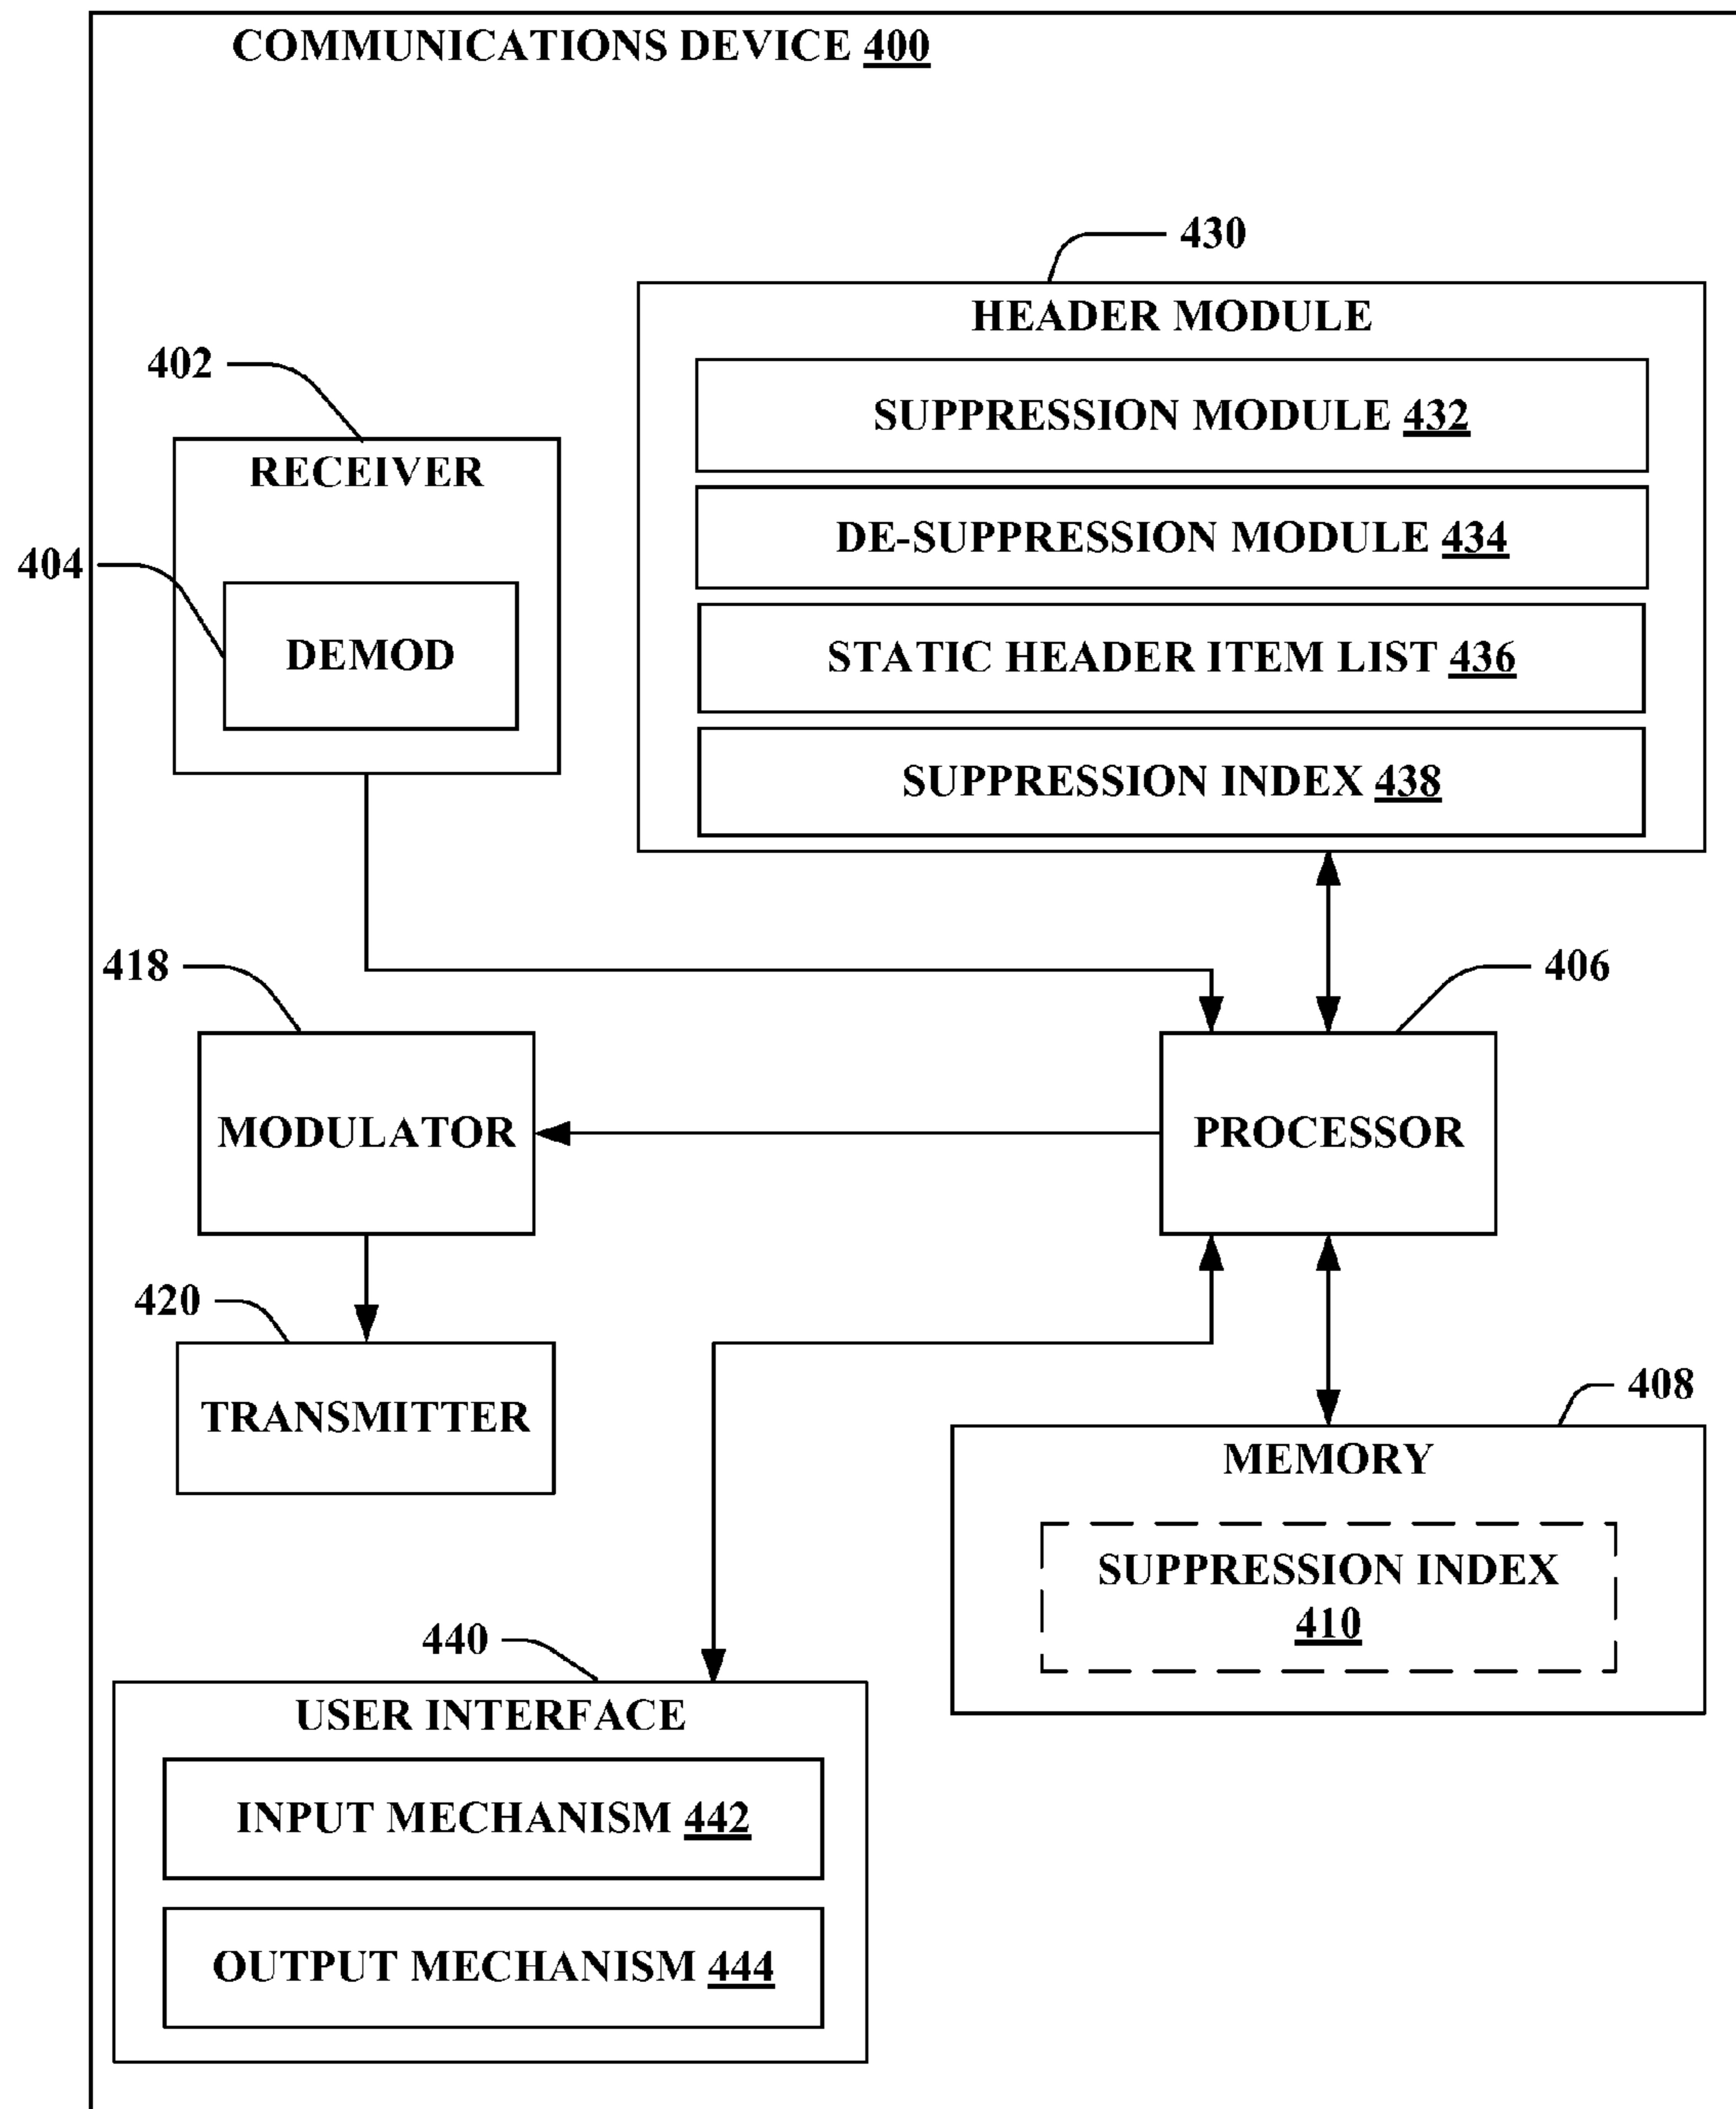 COMMUNICATIONS DEVICE 400
430
HEADER MODULE
SUPPRESSION MODULE 432
DE-SUPPRESSION MODULE 434
STATIC HEADER ITEM LIST 436
SUPPRESSION INDEX 438
402
RECEIVER
404
DEMOD
418
MODULATOR
406
PROCESSOR
420
TRANSMITTER
408
MEMORY
SUPPRESSION INDEX
410
440
USER INTERFACE
INPUT MECHANISM 442
OUTPUT MECHANISM 444